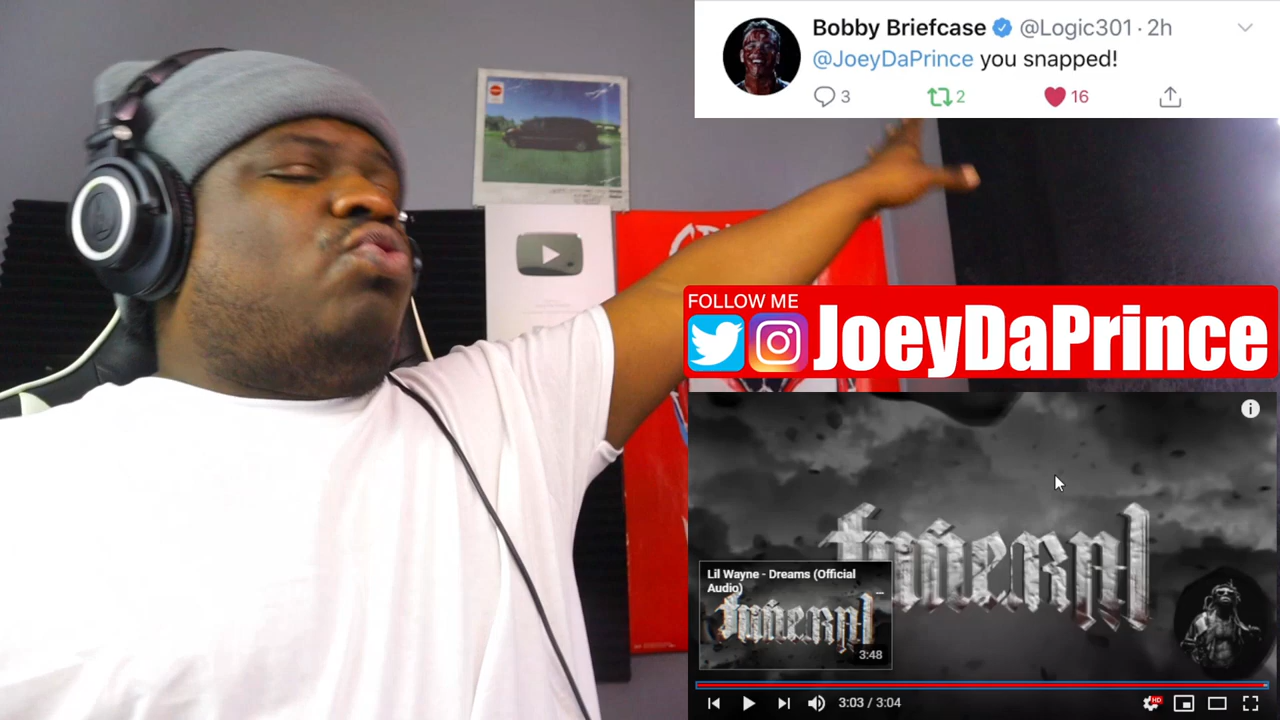 Bobby Briefcase @Logic301 · 2h
@JoeyDaPrince you snapped!
3 2 16
FOLLOW ME
JoeyDaPrince
i
funeral
Lil Wayne - Dreams (Official
Audio)
funeral
3:48
3:03 / 3:04
HD